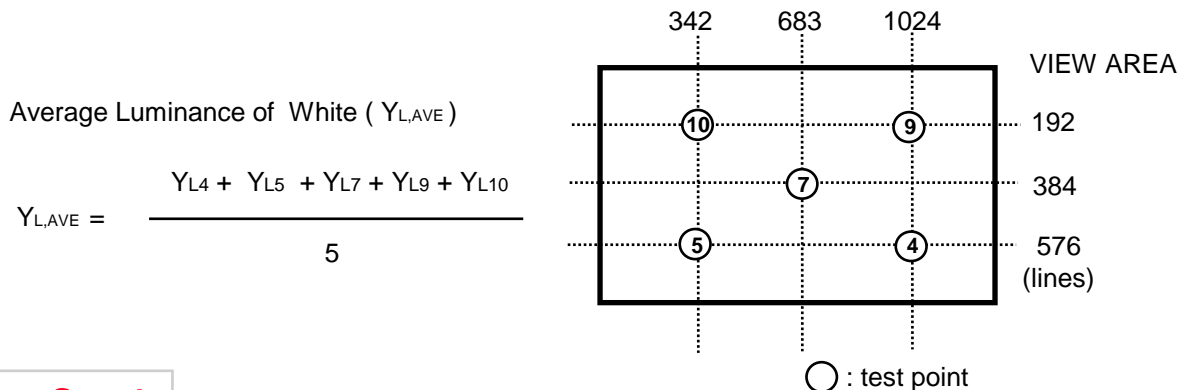 342 683 1024
VIEW AREA
Average Luminance of White ( YL,AVE )
10 9 192
YL4 + YL5 + YL7 + YL9 + YL10
YL,AVE =
5
7 384
5 4 576
(lines)
: test point